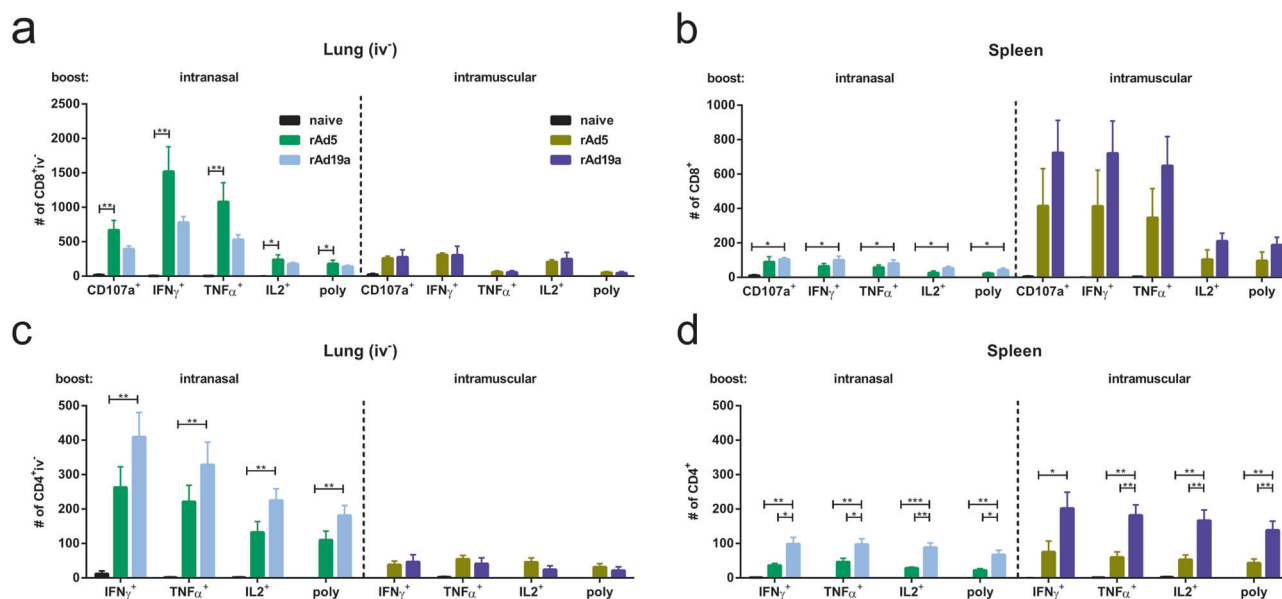 a
Lung (iv⁻)
boost: intranasal intramuscular
# of CD8⁺iv⁻
2500
2000
1500
1000
500
0
naive
rAd5
rAd19a
naive
rAd5
rAd19a
** ** ** * *
CD107a⁺ IFNγ⁺ TNFα⁺ IL2⁺ poly CD107a⁺ IFNγ⁺ TNFα⁺ IL2⁺ poly
b
Spleen
boost: intranasal intramuscular
# of CD8⁺
1000
800
600
400
200
0
* * * * *
CD107a⁺ IFNγ⁺ TNFα⁺ IL2⁺ poly CD107a⁺ IFNγ⁺ TNFα⁺ IL2⁺ poly
c
Lung (iv⁻)
boost: intranasal intramuscular
# of CD4⁺iv⁻
500
400
300
200
100
0
** ** ** **
IFNγ⁺ TNFα⁺ IL2⁺ poly IFNγ⁺ TNFα⁺ IL2⁺ poly
d
Spleen
boost: intranasal intramuscular
# of CD4⁺
500
400
300
200
100
0
** ** *** ** * ** ** **
* * ** * ** ** **
IFNγ⁺ TNFα⁺ IL2⁺ poly IFNγ⁺ TNFα⁺ IL2⁺ poly